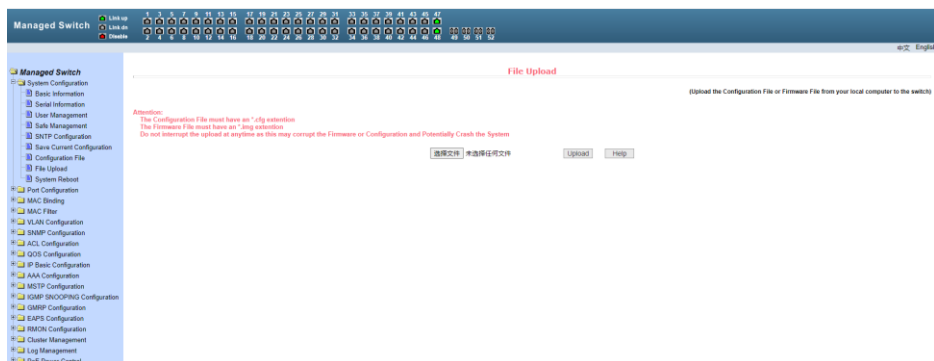 Managed Switch
Link up
Link dn
Disable
1 3 5 7 9 11 13 15 17 19 21 23 25 27 29 31 33 35 37 39 41 43 45 47
2 4 6 8 10 12 14 16 18 20 22 24 26 28 30 32 34 36 38 40 42 44 46 48 49 50 51 52
中文 English
Managed Switch
System Configuration
Basic Information
Serial Information
User Management
Safe Management
SNTP Configuration
Save Current Configuration
Configuration File
File Upload
System Reboot
Port Configuration
MAC Binding
MAC Filter
VLAN Configuration
SNMP Configuration
ACL Configuration
QOS Configuration
IP Basic Configuration
AAA Configuration
MSTP Configuration
IGMP SNOOPING Configuration
GMRP Configuration
EAPS Configuration
RMON Configuration
Cluster Management
Log Management
PoE Power Control
File Upload
(Upload the Configuration File or Firmware File from your local computer to the switch)
Attention:
The Configuration File must have an *.cfg extention
The Firmware File must have an *.img extention
Do not interrupt the upload at anytime as this may corrupt the Firmware or Configuration and Potentially Crash the System
选择文件 未选择任何文件 Upload Help